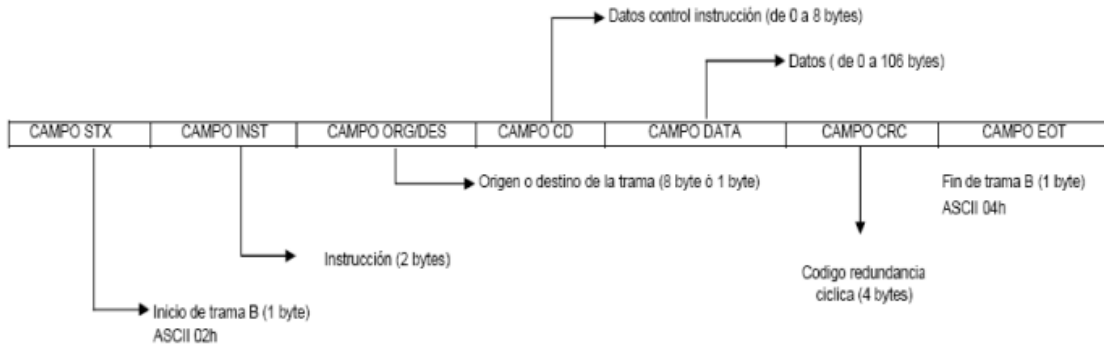 Datos control instrucción (de 0 a 8 bytes)
Datos ( de 0 a 106 bytes)
CAMPO STX CAMPO INST CAMPO ORG/DES CAMPO CD CAMPO DATA CAMPO CRC CAMPO EOT
Origen o destino de la trama (8 byte ò 1 byte)
Fin de trama B (1 byte)
ASCII 04h
Instrucción (2 bytes)
Codigo redundancia
ciclica (4 bytes)
Inicio de trama B (1 byte)
ASCII 02h